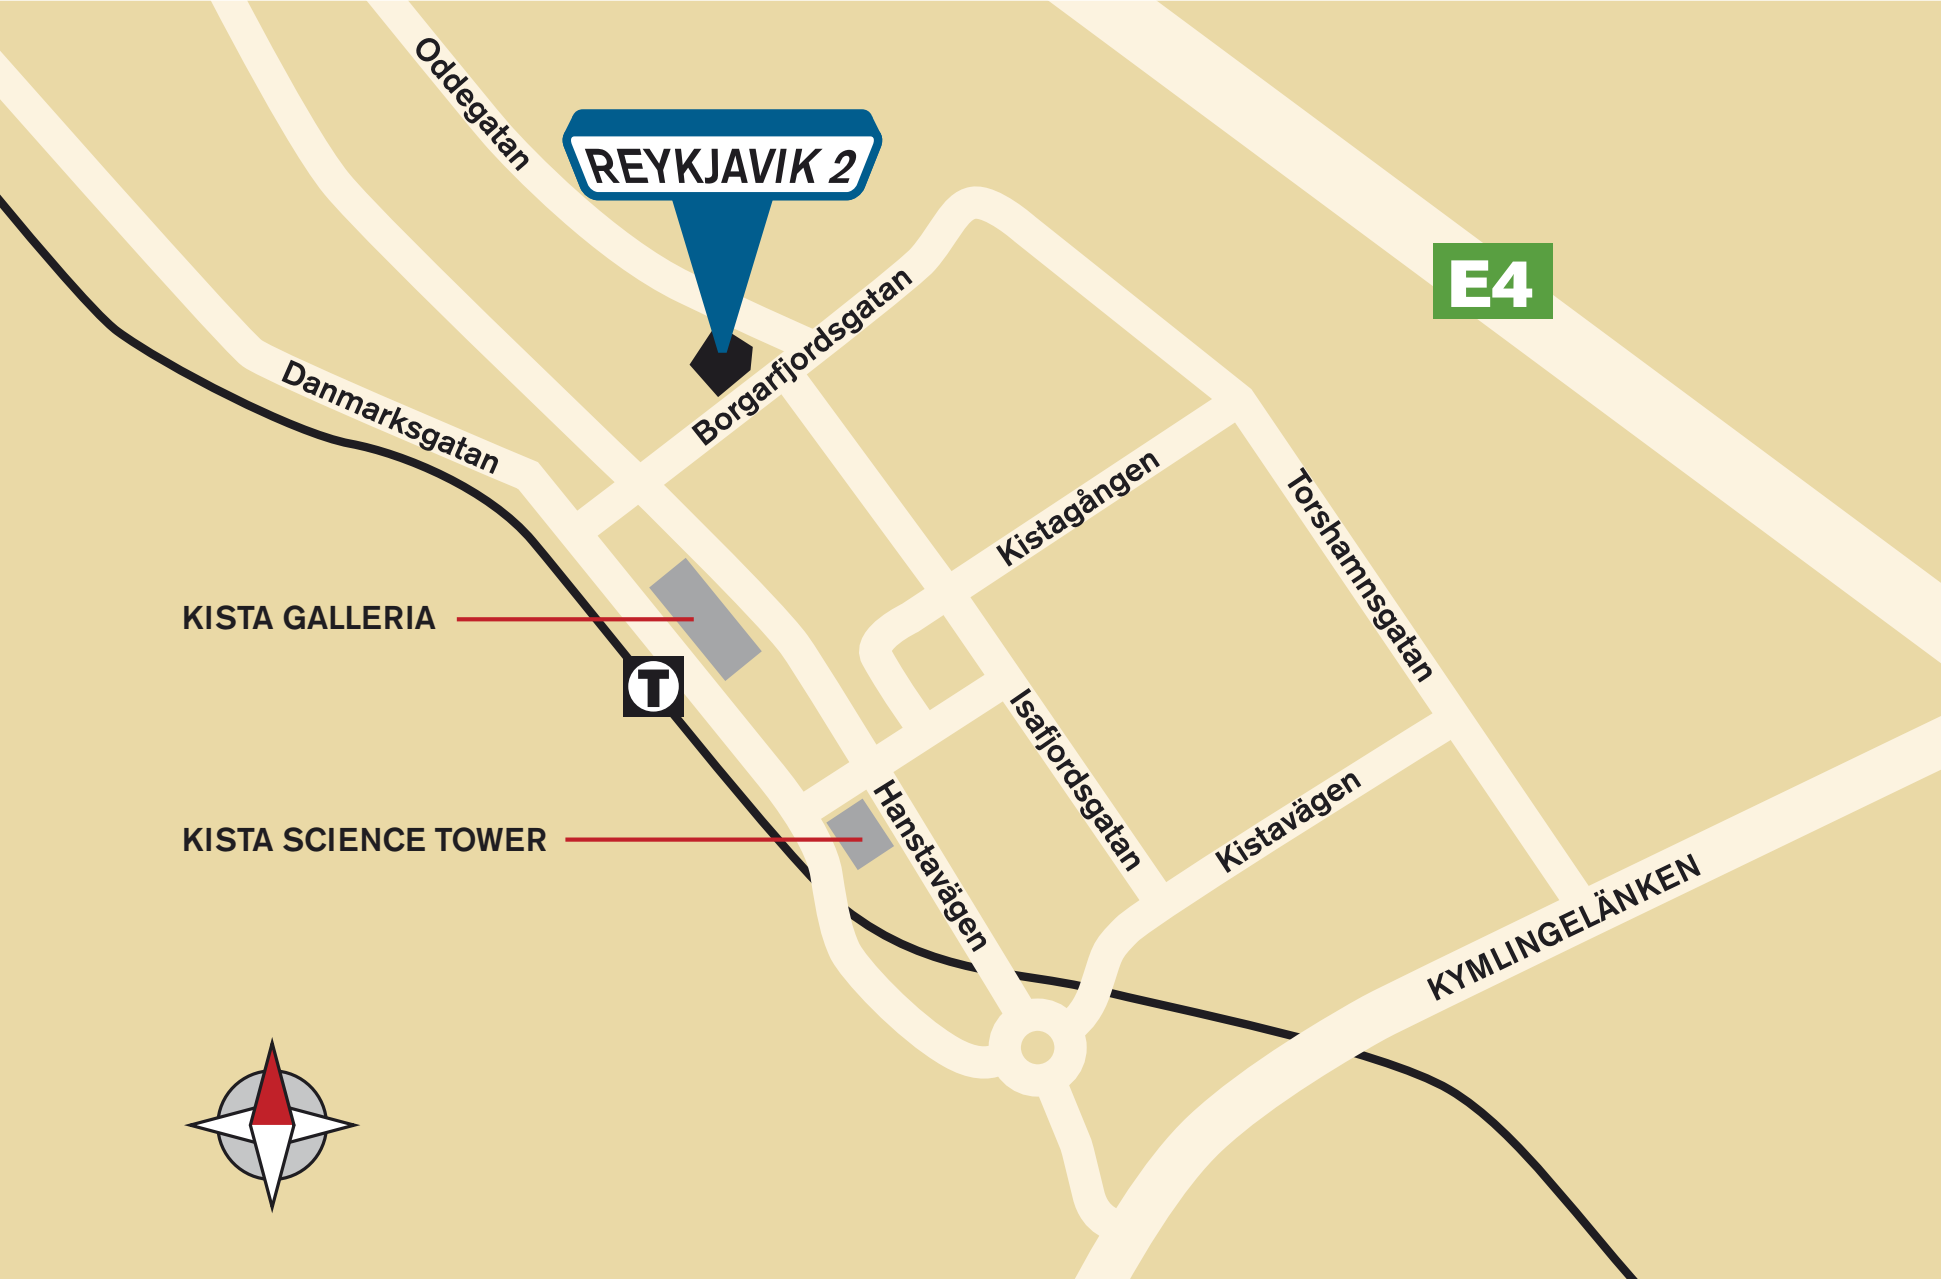 Oddegatan
REYKJAVIK 2
E4
Borgarfjordsgatan
Danmarksgatan
Kistagången
Torshamnsgatan
KISTA GALLERIA
T
Isafjordsgatan
Kistavägen
Hanstavägen
KISTA SCIENCE TOWER
KYMLINGELÄNKEN